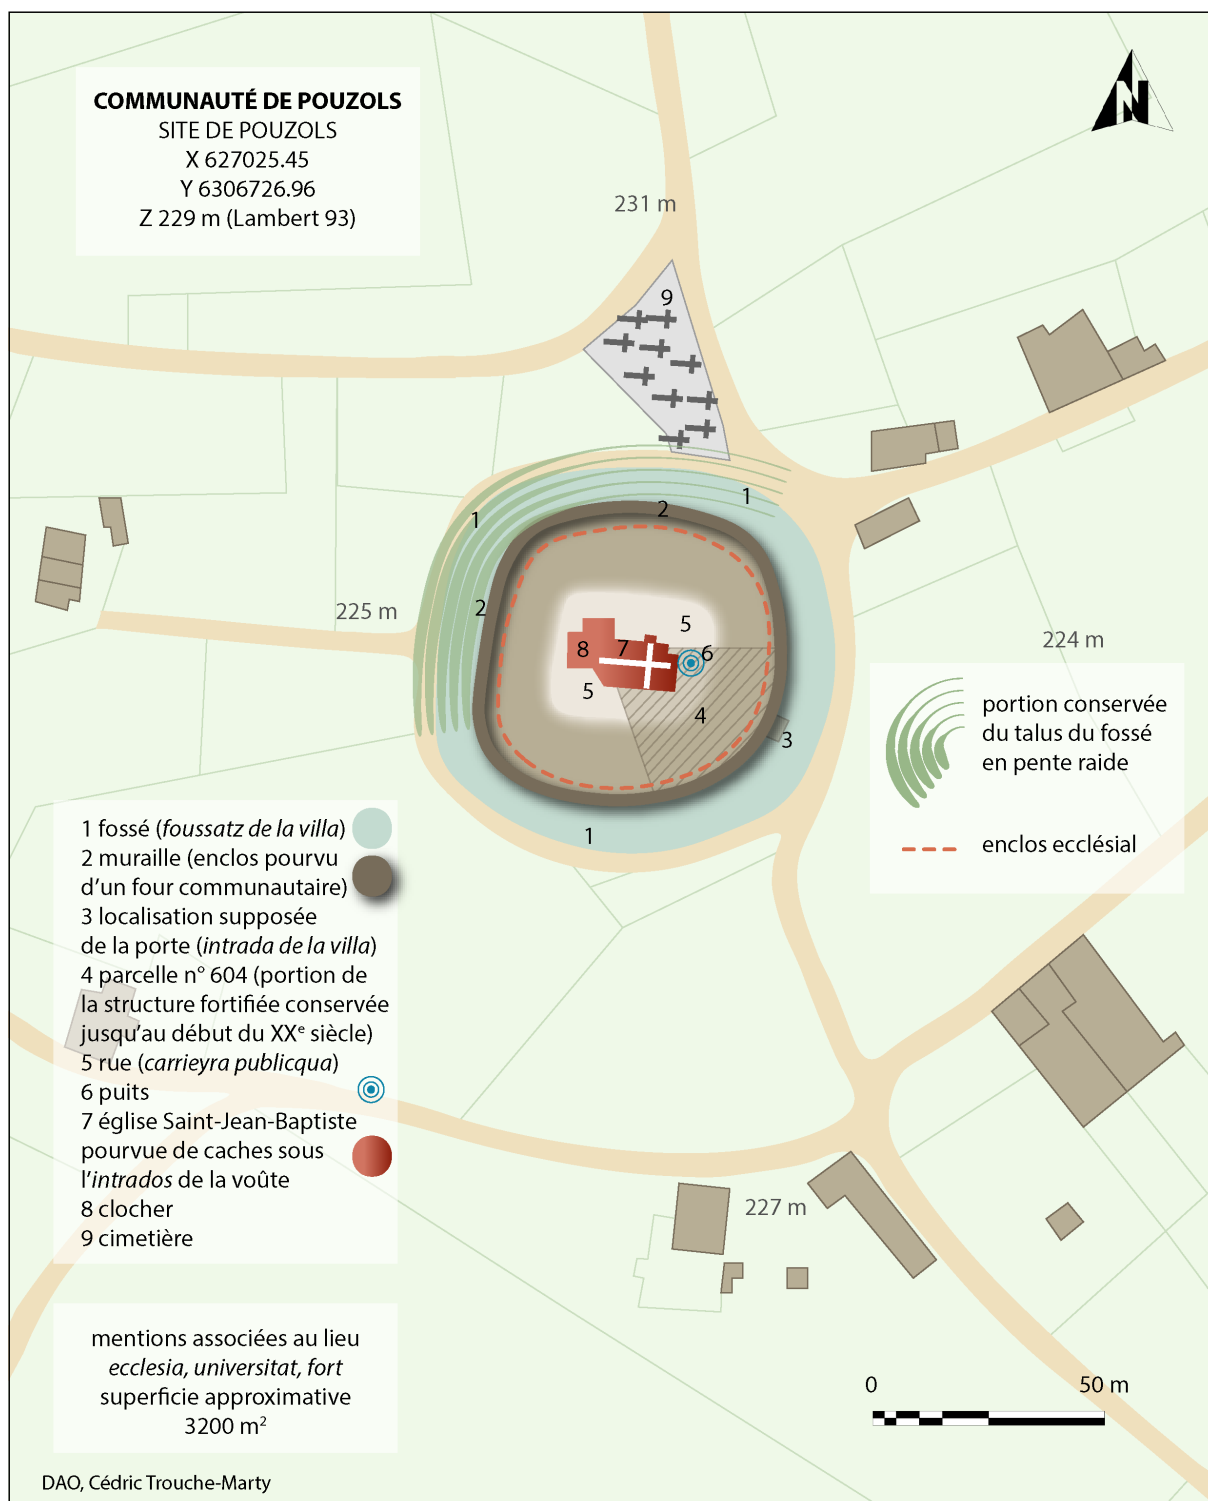 COMMUNAUTÉ DE POUZOLS
SITE DE POUZOLS
X 627025.45
Y 6306726.96
Z 229 m (Lambert 93)
N
231 m
9
1
2
1
2
225 m
5
8
7
6
5
4
3
1
224 m
portion conservée
du talus du fossé
en pente raide
enclos ecclésial
1 fossé (foussatz de la villa)
2 muraille (enclos pourvu
d’un four communautaire)
3 localisation supposée
de la porte (intrada de la villa)
4 parcelle n° 604 (portion de
la structure fortifiée conservée
jusqu’au début du XXe siècle)
5 rue (carrieyra publicqua)
6 puits
7 église Saint-Jean-Baptiste
pourvue de caches sous
l’intrados de la voûte
8 clocher
9 cimetière
227 m
mentions associées au lieu
ecclesia, universitat, fort
superficie approximative
3200 m²
0 50 m
DAO, Cédric Trouche-Marty